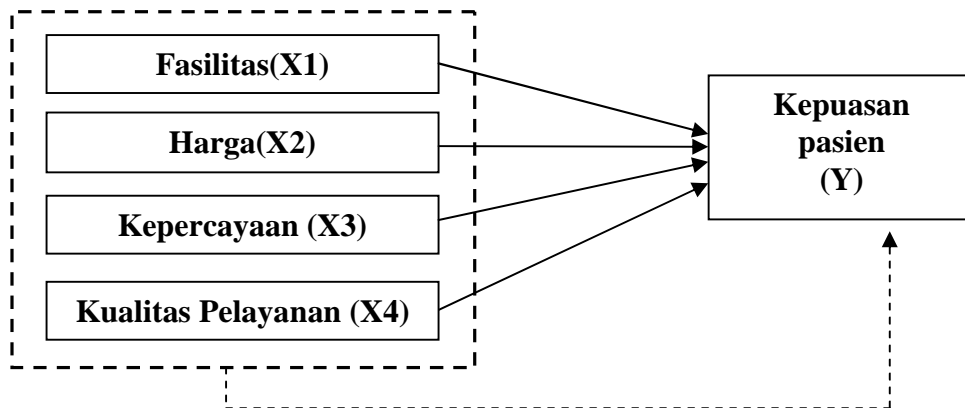 Fasilitas(X1)
Harga(X2)
Kepercayaan (X3)
Kualitas Pelayanan (X4)
Kepuasan
pasien
(Y)